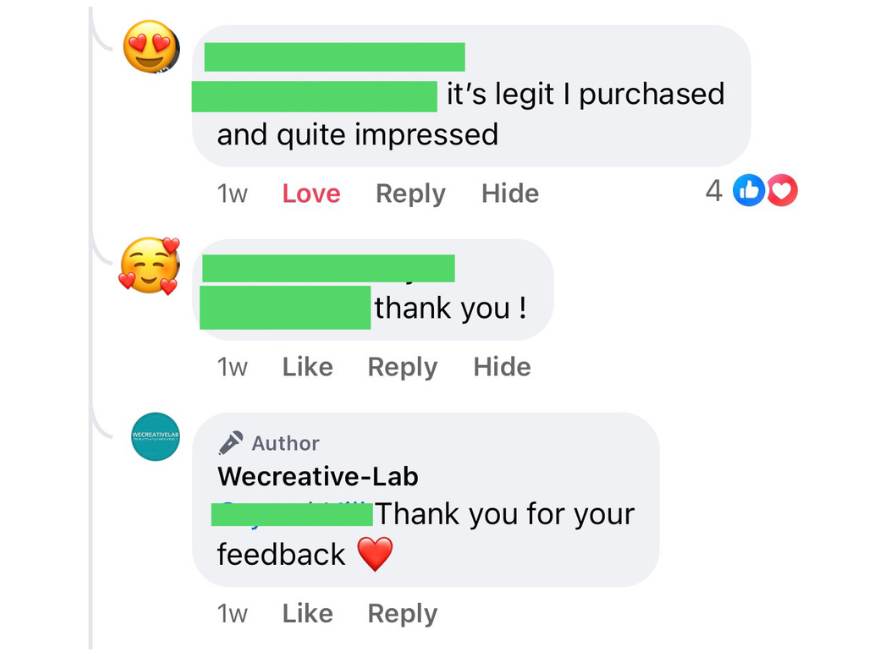 it's legit I purchased
and quite impressed
1w Love Reply Hide 4
thank you !
1w Like Reply Hide
WECREATIVELAB
Author
Wecreative-Lab
Thank you for your
feedback ❤️
1w Like Reply